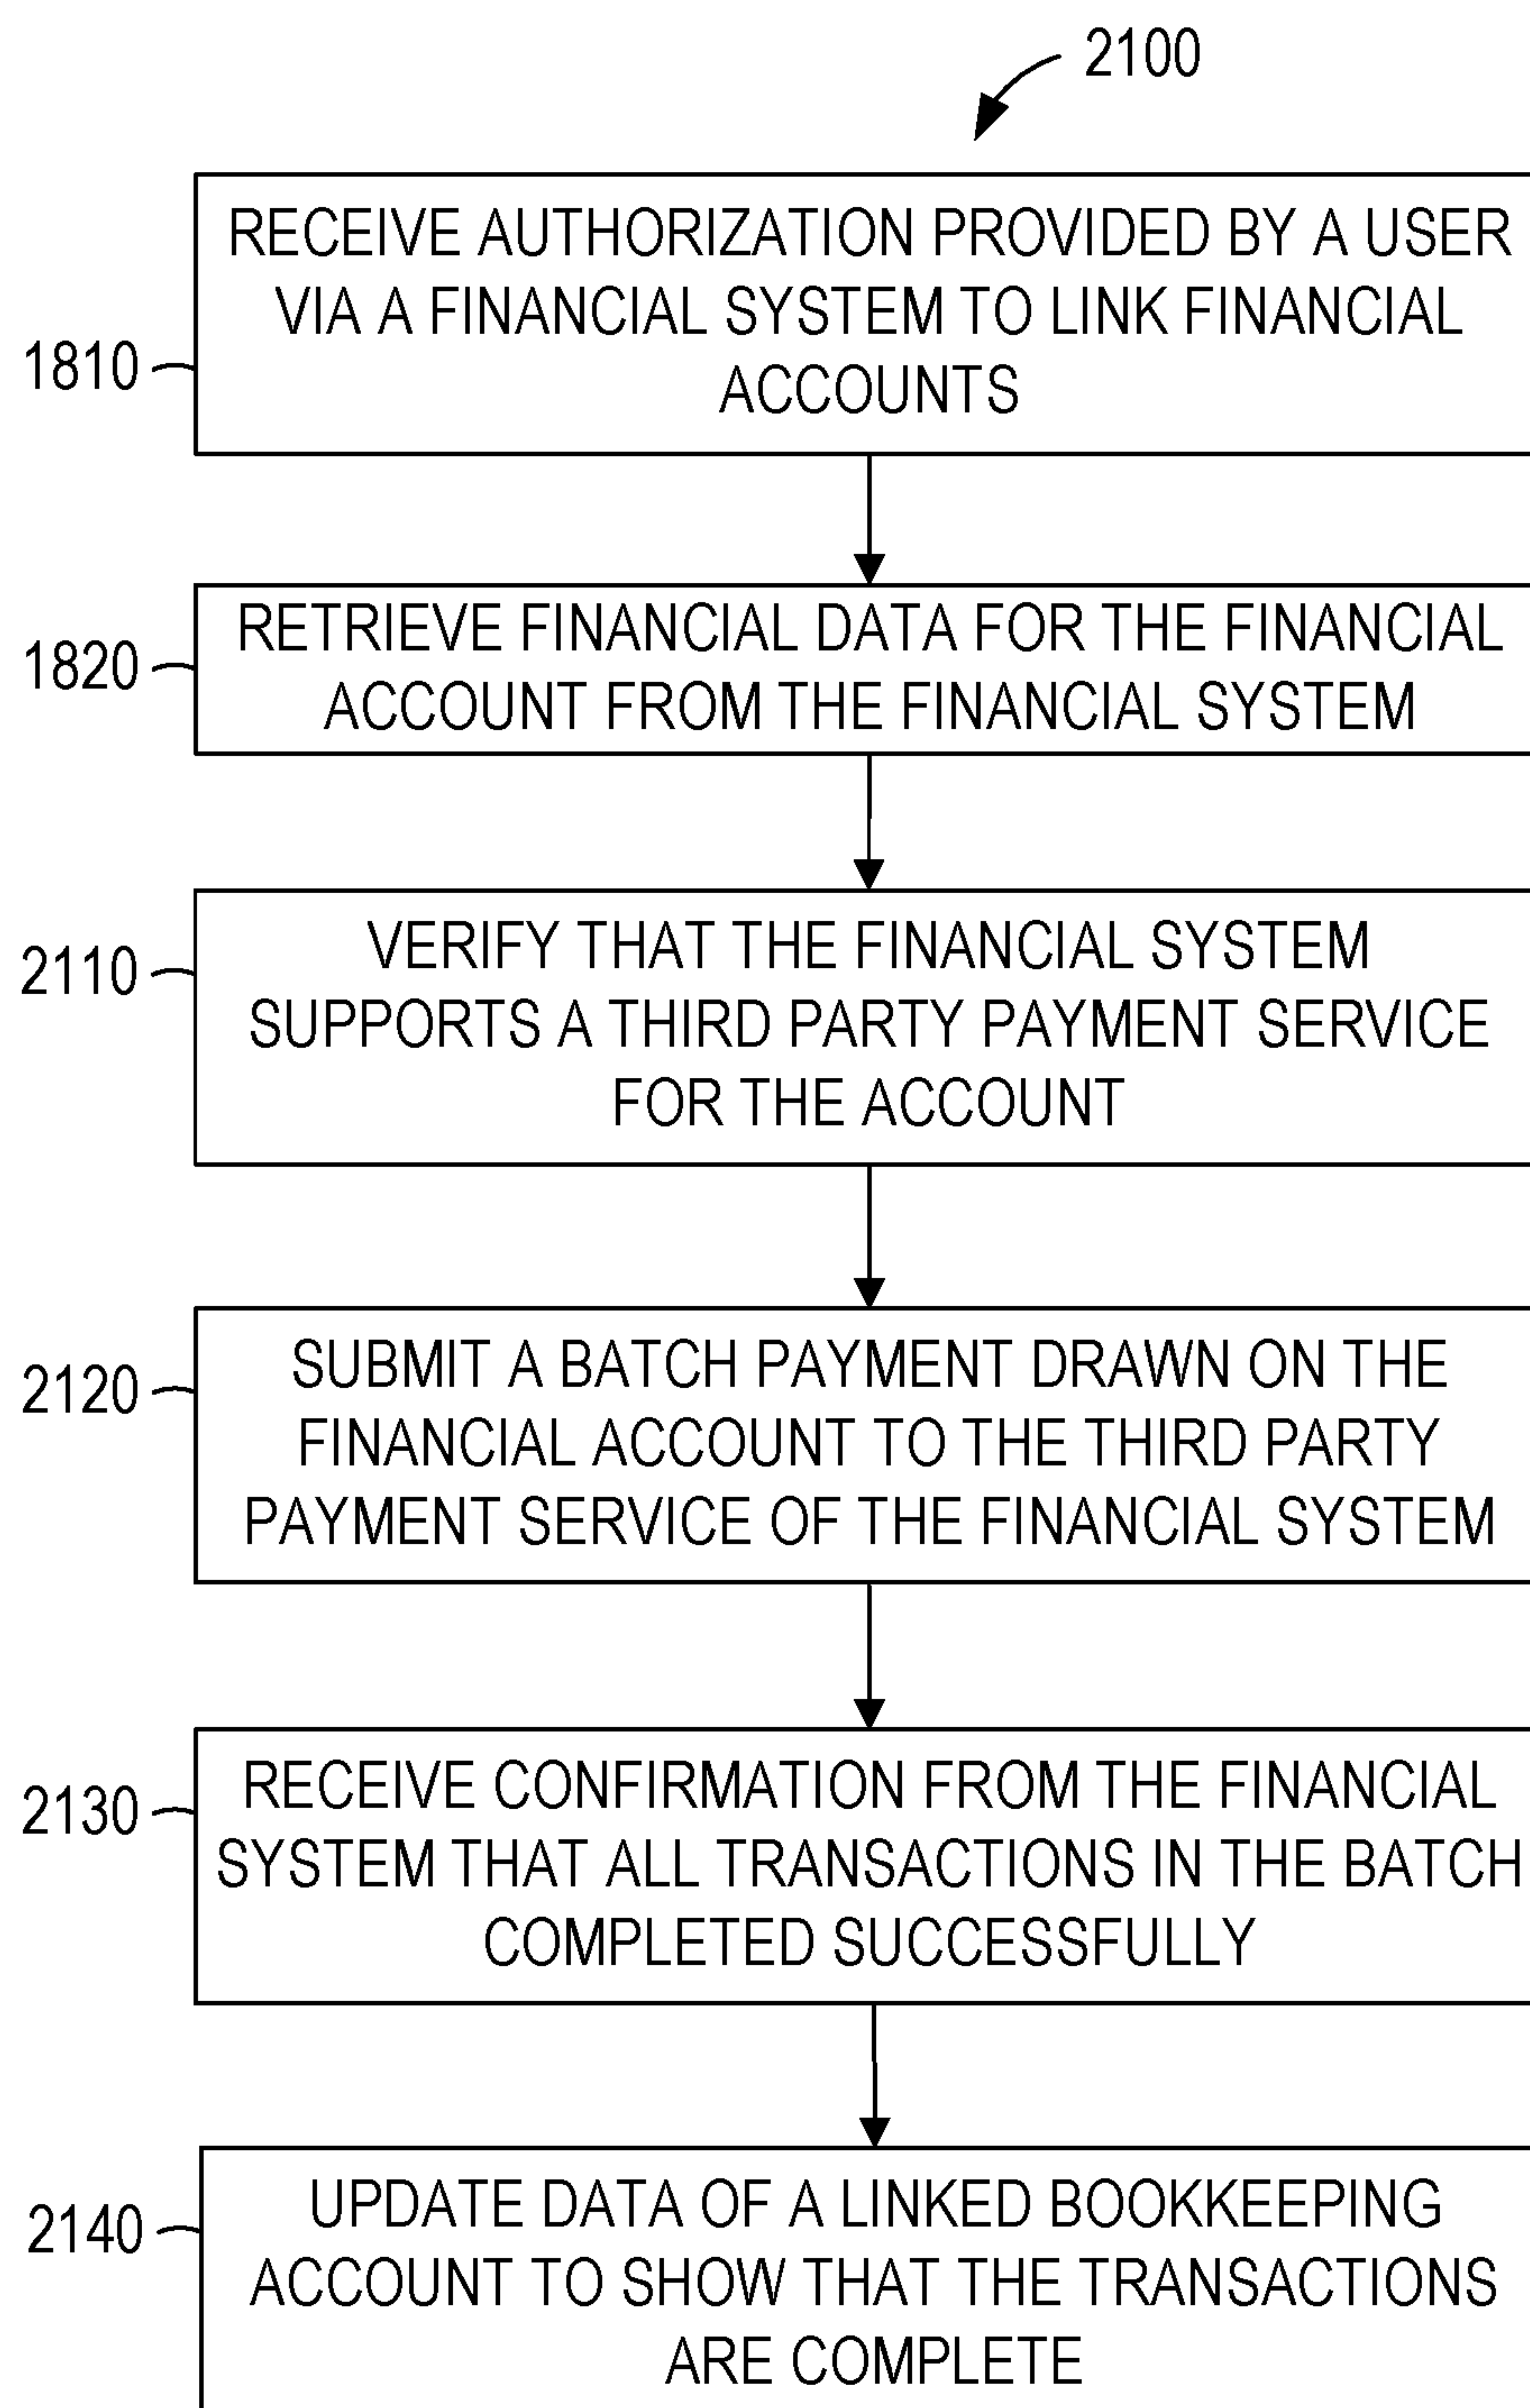 2100
RECEIVE AUTHORIZATION PROVIDED BY A USER
VIA A FINANCIAL SYSTEM TO LINK FINANCIAL
ACCOUNTS
1810
RETRIEVE FINANCIAL DATA FOR THE FINANCIAL
ACCOUNT FROM THE FINANCIAL SYSTEM
1820
VERIFY THAT THE FINANCIAL SYSTEM
SUPPORTS A THIRD PARTY PAYMENT SERVICE
FOR THE ACCOUNT
2110
SUBMIT A BATCH PAYMENT DRAWN ON THE
FINANCIAL ACCOUNT TO THE THIRD PARTY
PAYMENT SERVICE OF THE FINANCIAL SYSTEM
2120
RECEIVE CONFIRMATION FROM THE FINANCIAL
SYSTEM THAT ALL TRANSACTIONS IN THE BATCH
COMPLETED SUCCESSFULLY
2130
UPDATE DATA OF A LINKED BOOKKEEPING
ACCOUNT TO SHOW THAT THE TRANSACTIONS
ARE COMPLETE
2140